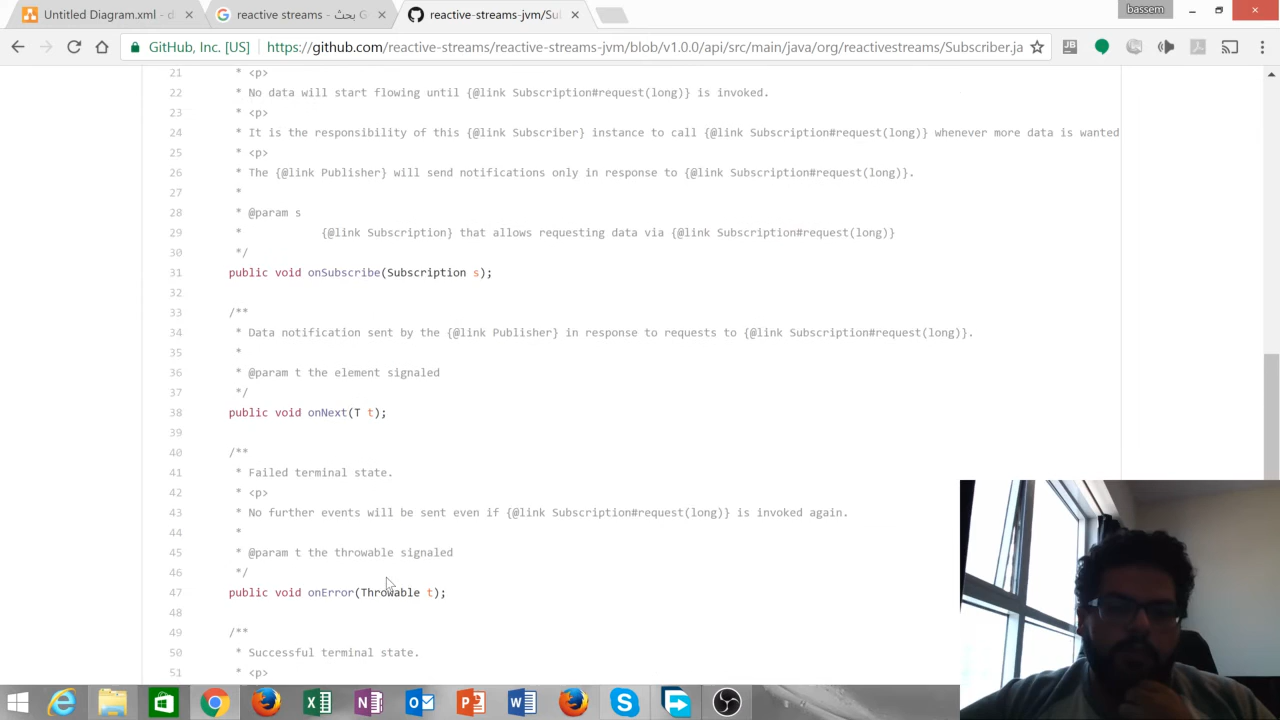 Untitled Diagram.xml - d
reactive streams - بحث G
reactive-streams-jvm/Sul
bassem
GitHub, Inc. [US]
https://github.com/reactive-streams/reactive-streams-jvm/blob/v1.0.0/api/src/main/java/org/reactivestreams/Subscriber.ja
21 * <p>
22 * No data will start flowing until {@link Subscription#request(long)} is invoked.
23 * <p>
24 * It is the responsibility of this {@link Subscriber} instance to call {@link Subscription#request(long)} whenever more data is wanted
25 * <p>
26 * The {@link Publisher} will send notifications only in response to {@link Subscription#request(long)}.
27 *
28 * @param s
29 * {@link Subscription} that allows requesting data via {@link Subscription#request(long)}
30 */
31 public void onSubscribe(Subscription s);
32
33 /**
34 * Data notification sent by the {@link Publisher} in response to requests to {@link Subscription#request(long)}.
35 *
36 * @param t the element signaled
37 */
38 public void onNext(T t);
39
40 /**
41 * Failed terminal state.
42 * <p>
43 * No further events will be sent even if {@link Subscription#request(long)} is invoked again.
44 *
45 * @param t the throwable signaled
46 */
47 public void onError(Throwable t);
48
49 /**
50 * Successful terminal state.
51 * <p>